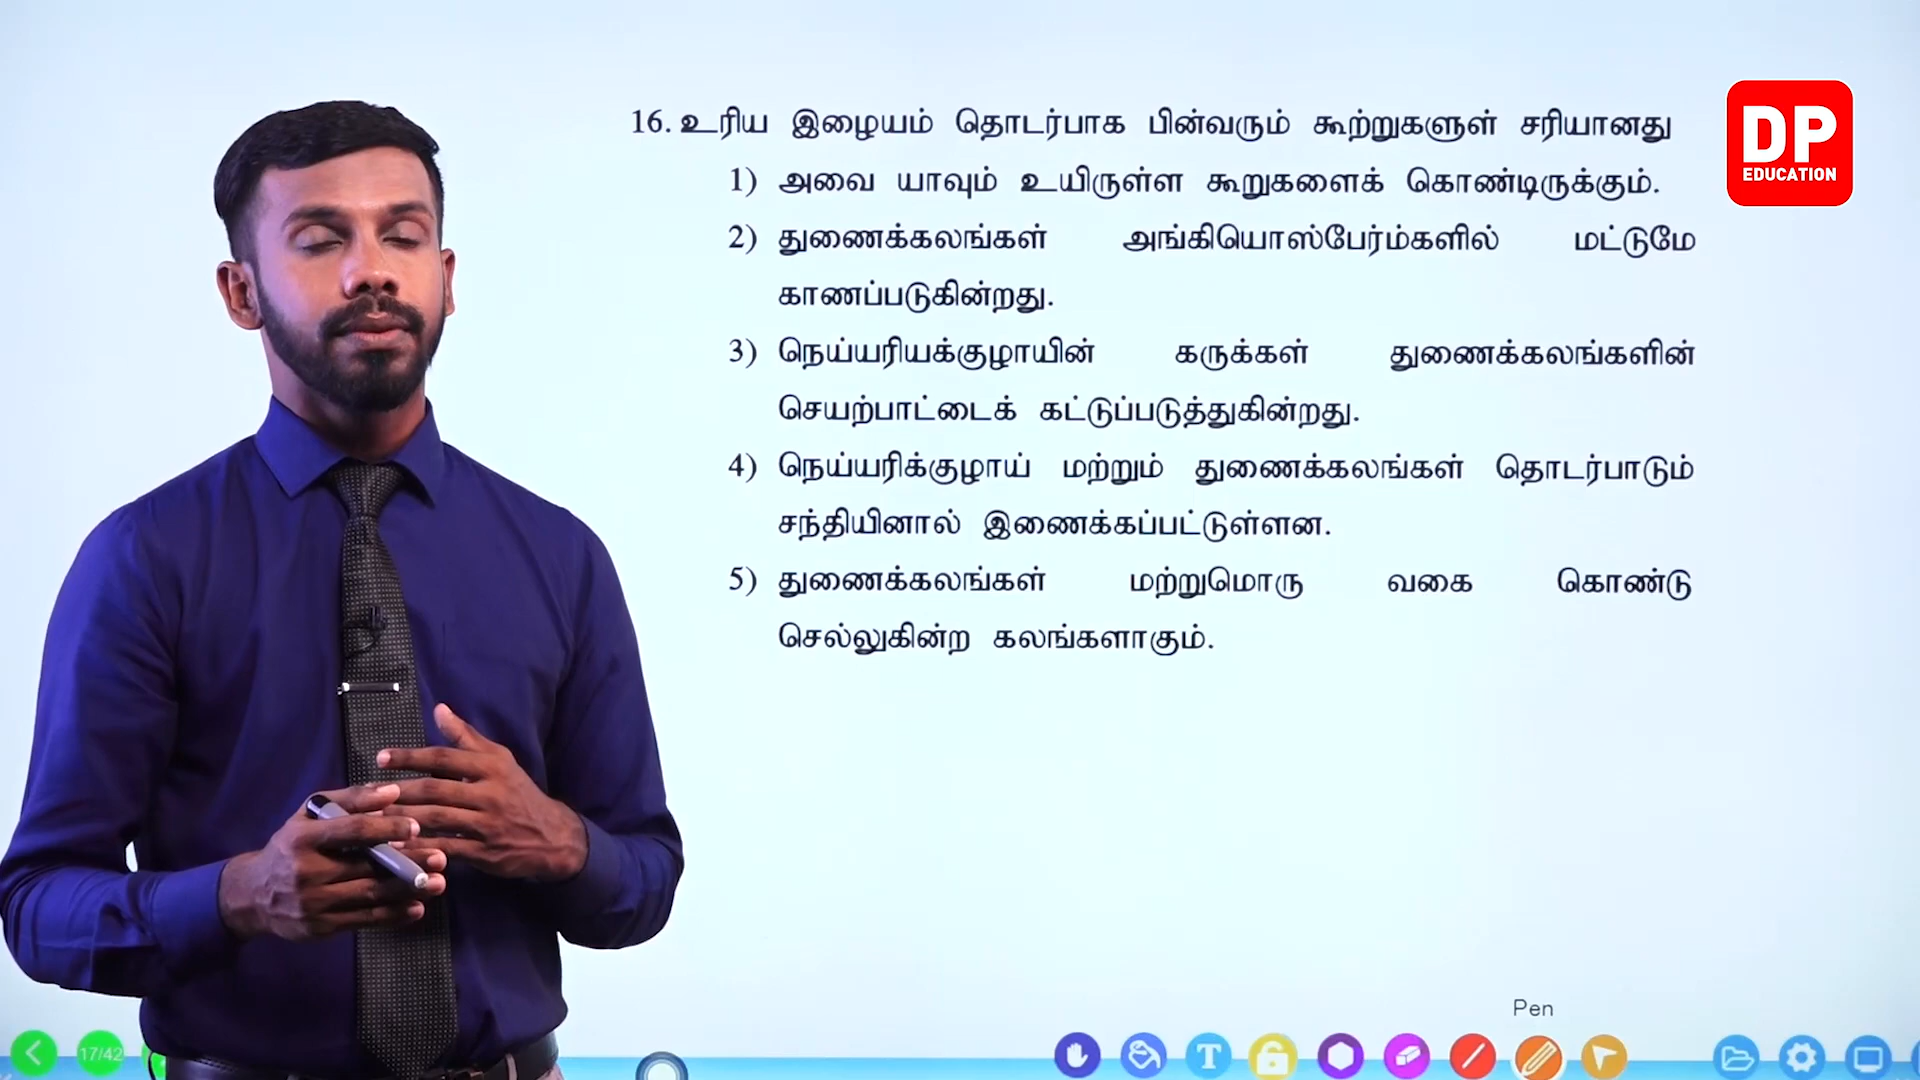 16. உரிய இழையம் தொடர்பாக பின்வரும் கூற்றுகளுள் சரியானது
1) அவை யாவும் உயிருள்ள கூறுகளைக் கொண்டிருக்கும்.
2) துணைக்கலங்கள் அங்கியொஸ்பேர்ம்களில் மட்டுமே
காணப்படுகின்றது.
3) நெய்யரியக்குழாயின் கருக்கள் துணைக்கலங்களின்
செயற்பாட்டைக் கட்டுப்படுத்துகின்றது.
4) நெய்யரிக்குழாய் மற்றும் துணைக்கலங்கள் தொடர்பாடும்
சந்தியினால் இணைக்கப்பட்டுள்ளன.
5) துணைக்கலங்கள் மற்றுமொரு வகை கொண்டு
செல்லுகின்ற கலங்களாகும்.
DP
EDUCATION
Pen
17/42
T